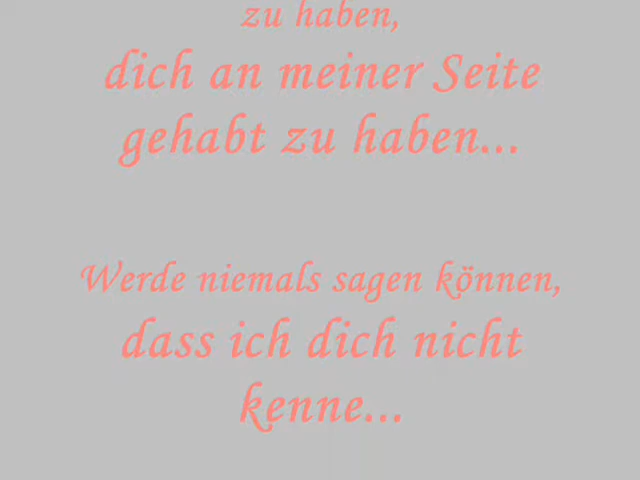 zu haben,
dich an meiner Seite
gehabt zu haben...
Werde niemals sagen können,
dass ich dich nicht
kenne...